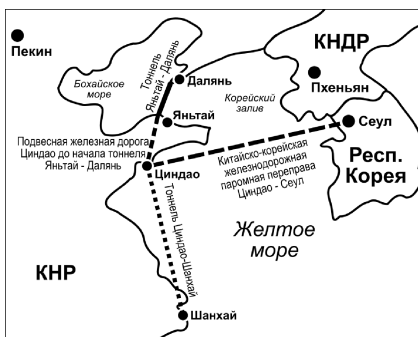 Пекин
КНДР
Бохайское
море
Тоннель
Яньтай - Далянь
Далянь
Корейский
залив
Пхеньян
Яньтай
Сеул
Подвесная железная дорога
Циндао до начала тоннеля
Яньтай - Далянь
Циндао
Китайско-корейская
железнодорожная
паромная переправа
Циндао - Сеул
Респ.
Корея
Тоннель Циндао-Шанхай
Желтое
море
КНР
Шанхай